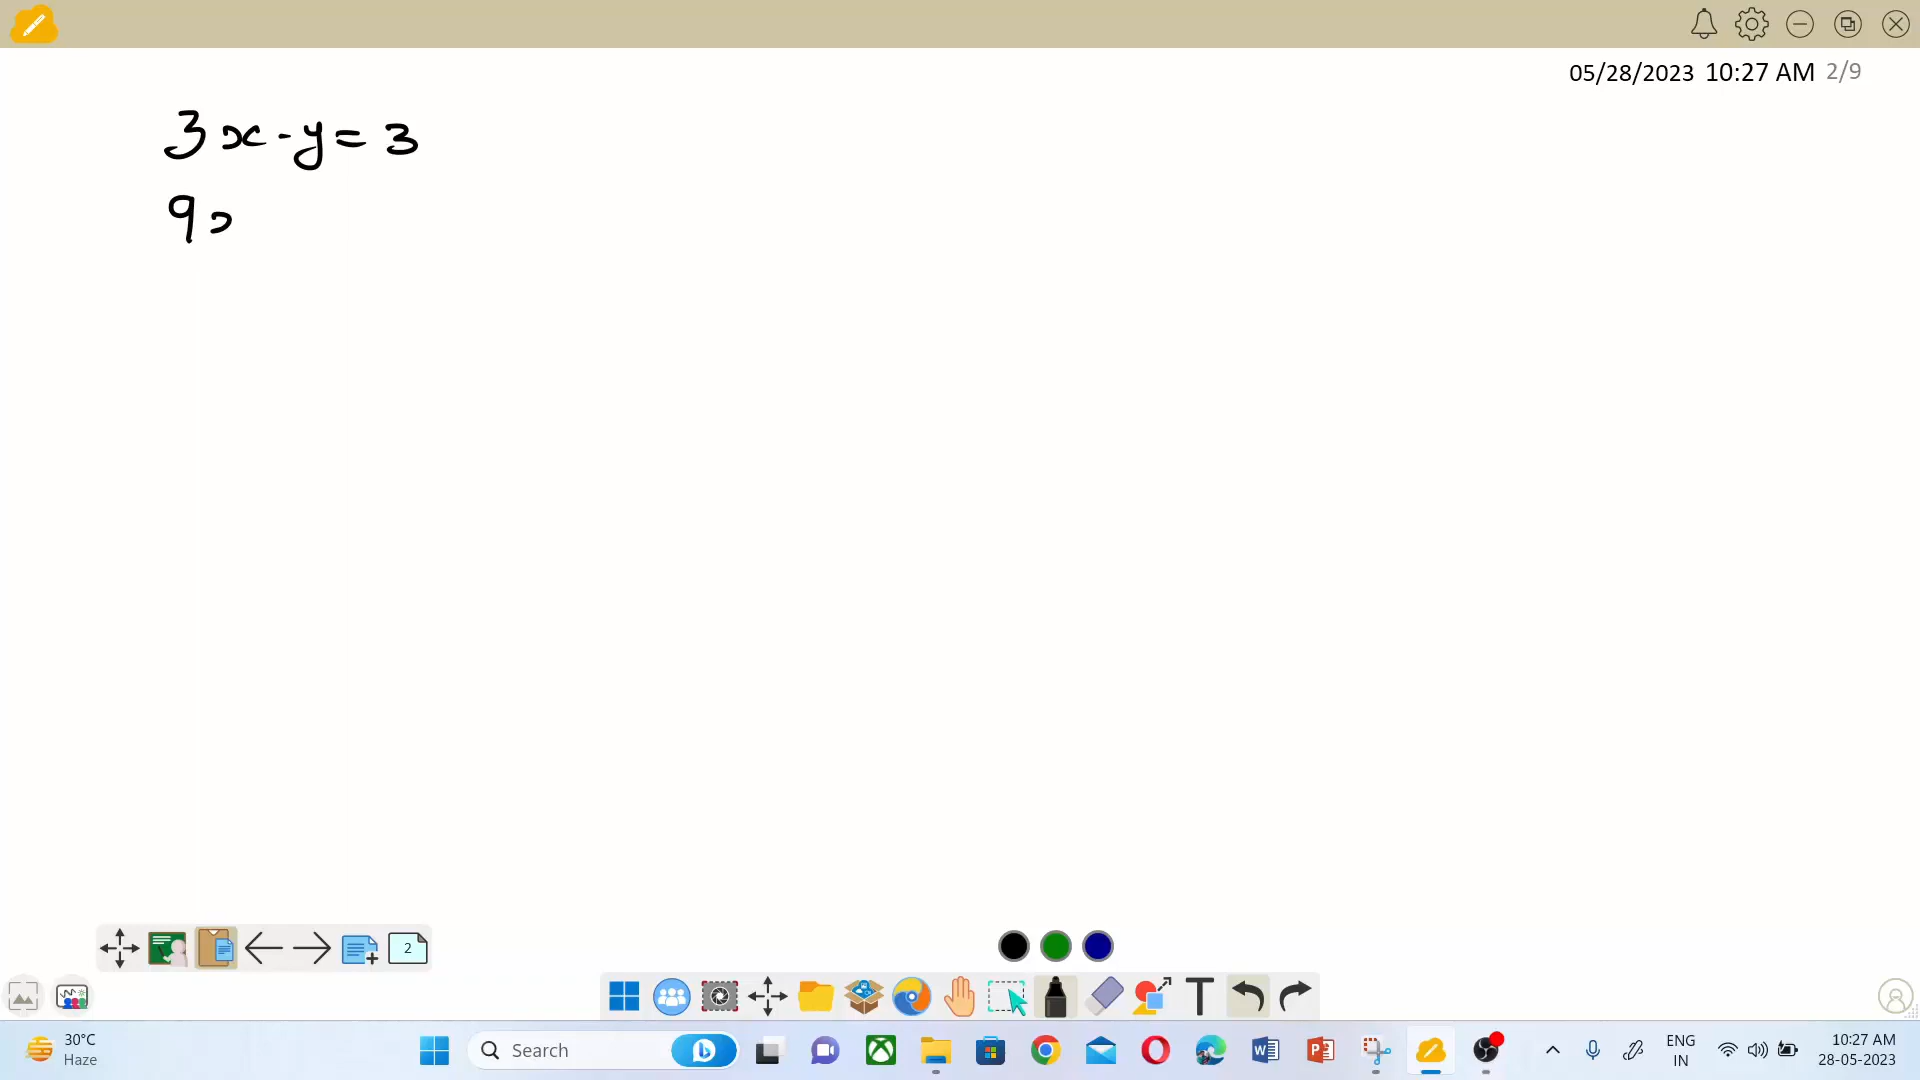 05/28/2023 10:27 AM 2/9
3x-y=3
9
2
30°C
Haze
Search
ENG
IN
10:27 AM
28-05-2023